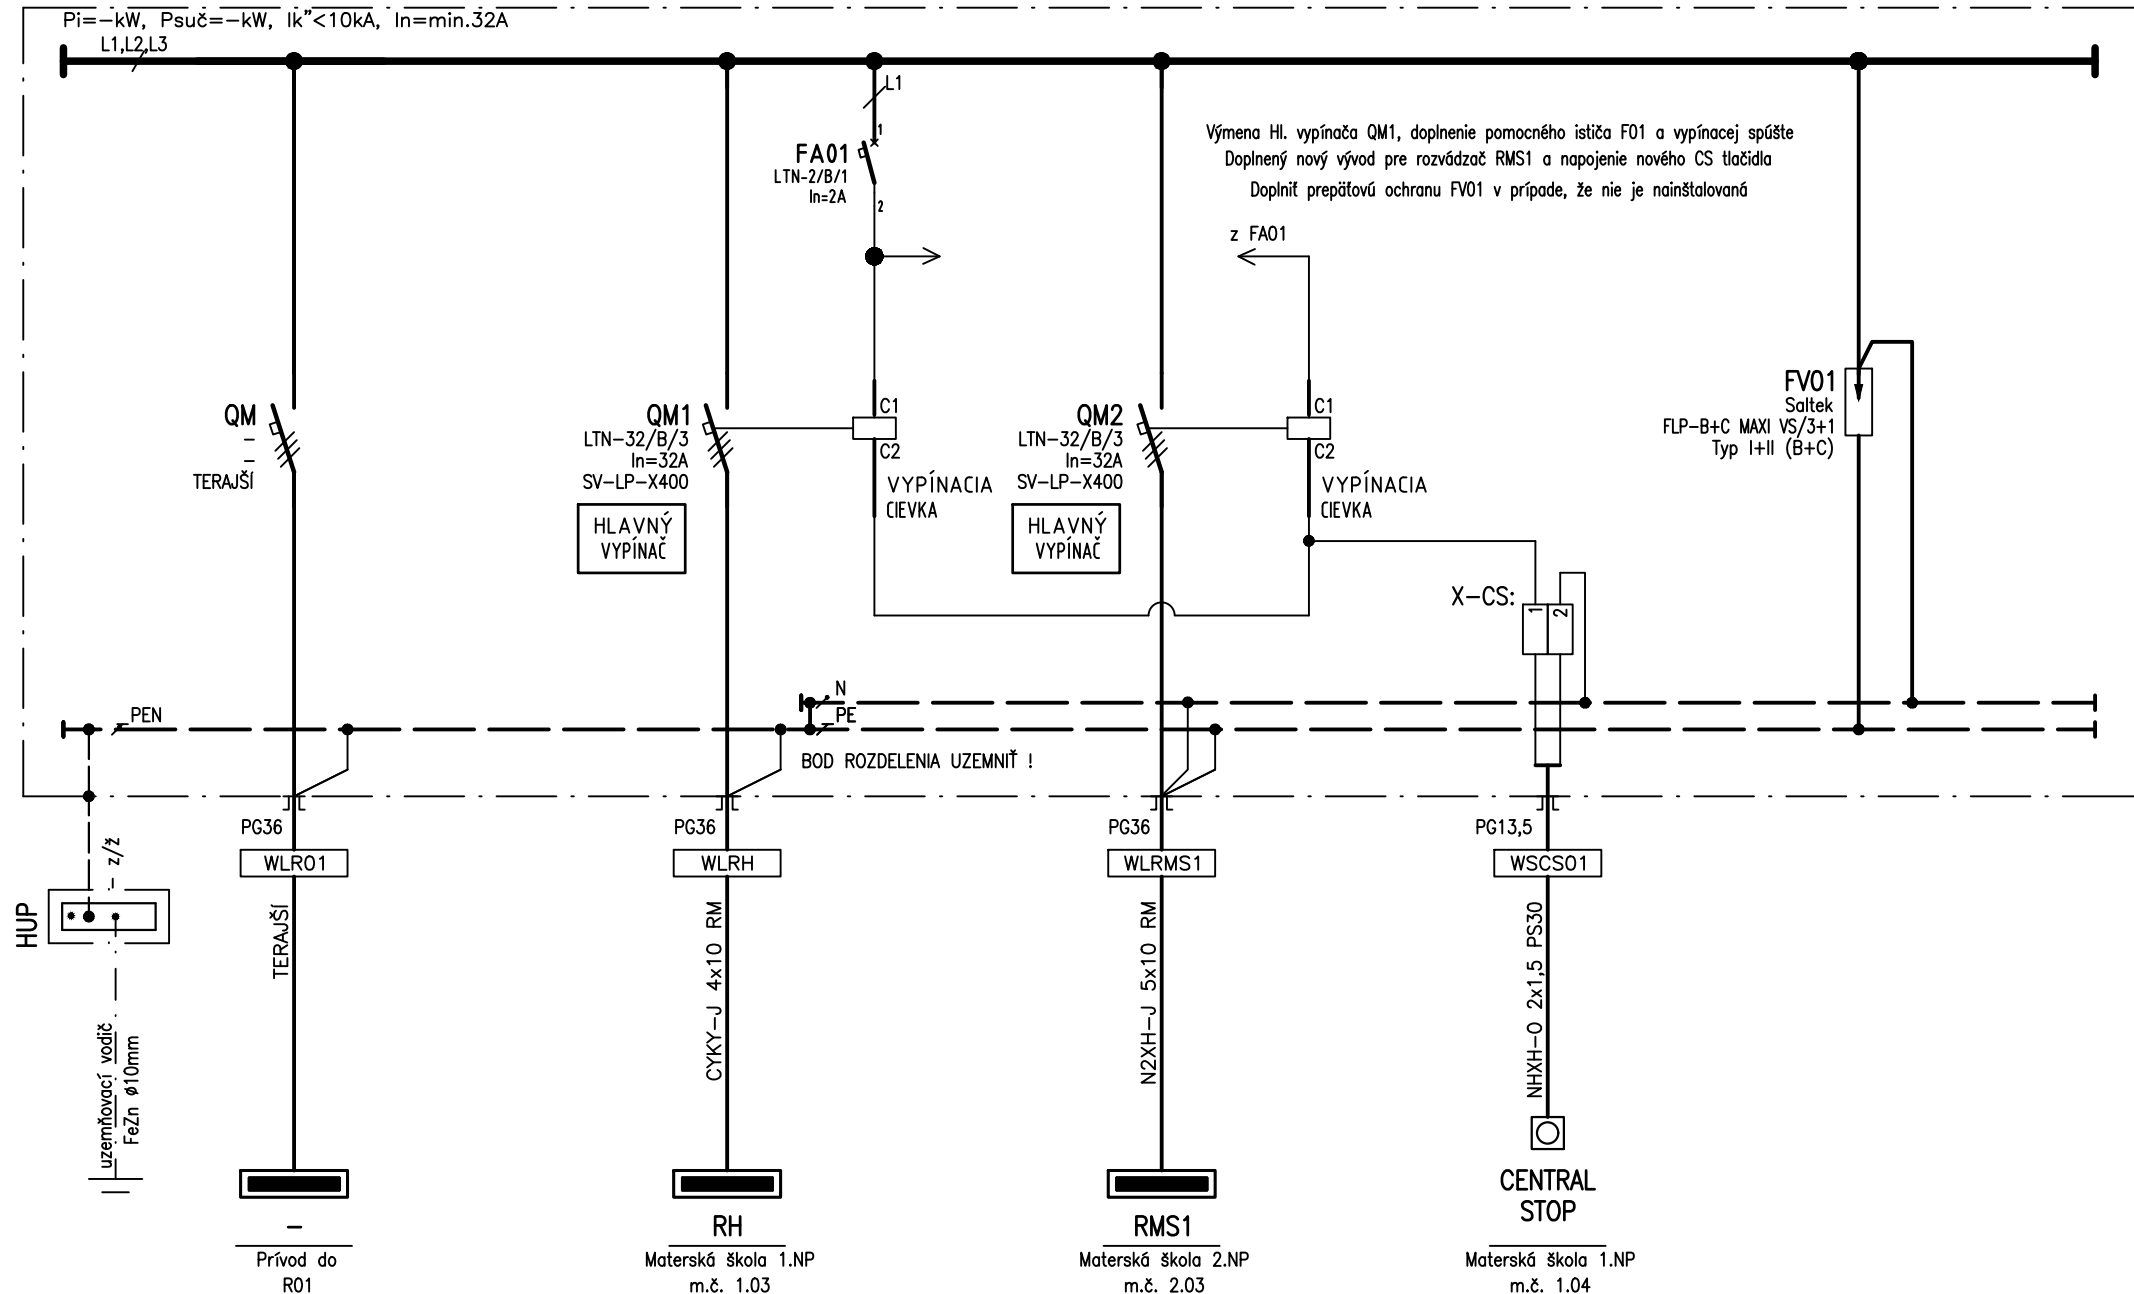 Pi=–kW, Psuč=–kW, Ik"<10kA, In=min.32A
L1,L2,L3
L1
1
FA01
LTN–2/B/1
In=2A
2
Výmena Hl. vypínača QM1, doplnenie pomocného ističa F01 a vypínacej spúšte
Doplnený nový vývod pre rozvádzač RMS1 a napojenie nového CS tlačidla
Doplniť prepäťovú ochranu FV01 v prípade, že nie je nainštalovaná
z FA01
QM
–
–
TERAJŠÍ
QM1
LTN–32/B/3
In=32A
SV–LP–X400
HLAVNÝ
VYPÍNAČ
C1
C2
VYPÍNACIA
CIEVKA
QM2
LTN–32/B/3
In=32A
SV–LP–X400
HLAVNÝ
VYPÍNAČ
C1
C2
VYPÍNACIA
CIEVKA
FV01
Saltek
FLP–B+C MAXI VS/3+1
Typ I+II (B+C)
X–CS:
1
2
N
PEN
PE
BOD ROZDELENIA UZEMNIŤ !
PG36
PG36
PG36
PG13,5
z/ž
WLR01
WLRH
WLRMS1
WSCS01
HUP
TERAJŠÍ
CYKY–J 4x10 RM
N2XH–J 5x10 RM
NHXH–O 2x1,5 PS30
uzemňovací vodič
FeZn ø10mm
–
Prívod do
R01
RH
Materská škola 1.NP
m.č. 1.03
RMS1
Materská škola 2.NP
m.č. 2.03
CENTRAL
STOP
Materská škola 1.NP
m.č. 1.04